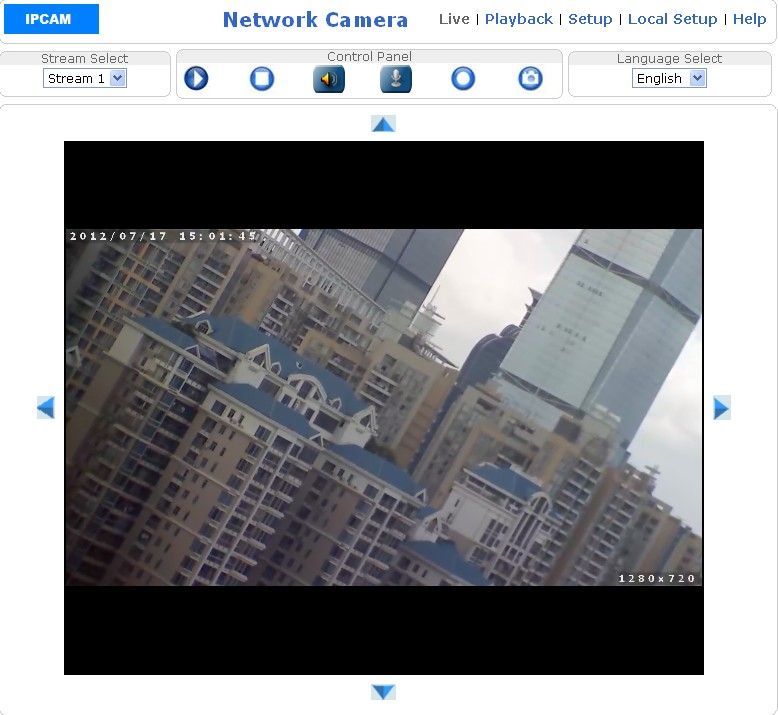 IPCAM
Network Camera
Live | Playback | Setup | Local Setup | Help
Stream Select
Stream 1
Control Panel
Language Select
English
2012/07/17 15:01:45
1280x720